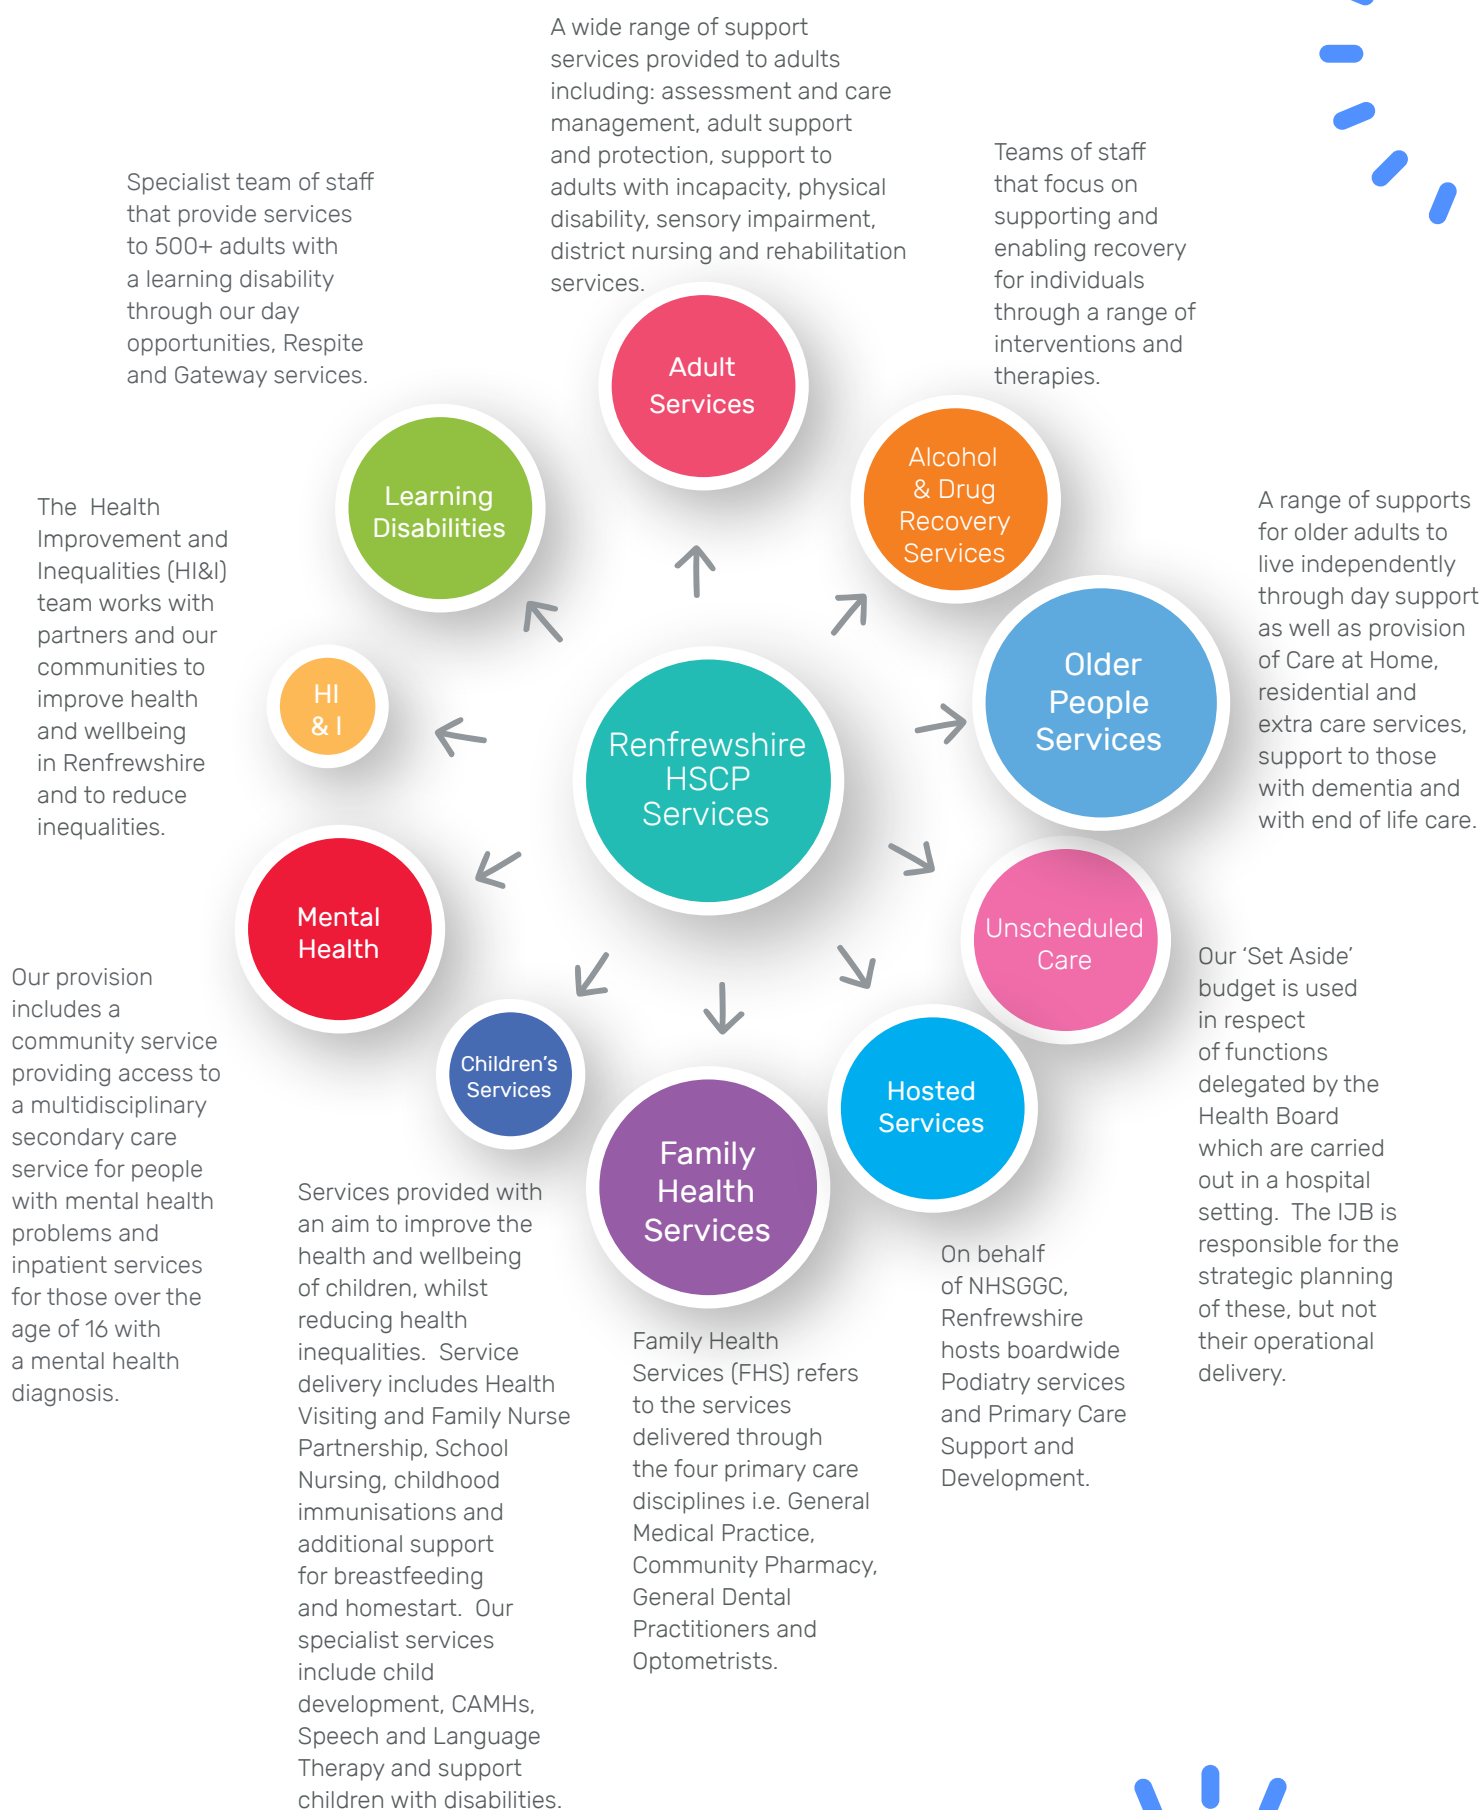 A wide range of support
services provided to adults
including: assessment and care
management, adult support
and protection, support to
adults with incapacity, physical
disability, sensory impairment,
district nursing and rehabilitation
services.
Adult
Services
Teams of staff
that focus on
supporting and
enabling recovery
for individuals
through a range of
interventions and
therapies.
Alcohol
& Drug
Recovery
Services
A range of supports
for older adults to
live independently
through day support
as well as provision
of Care at Home,
residential and
extra care services,
support to those
with dementia and
with end of life care.
Older
People
Services
Unscheduled
Care
Our ‘Set Aside’
budget is used
in respect
of functions
delegated by the
Health Board
which are carried
out in a hospital
setting. The IJB is
responsible for the
strategic planning
of these, but not
their operational
delivery.
Hosted
Services
On behalf
of NHSGGC,
Renfrewshire
hosts boardwide
Podiatry services
and Primary Care
Support and
Development.
Family
Health
Services
Family Health
Services (FHS) refers
to the services
delivered through
the four primary care
disciplines i.e. General
Medical Practice,
Community Pharmacy,
General Dental
Practitioners and
Optometrists.
Children's
Services
Services provided with
an aim to improve the
health and wellbeing
of children, whilst
reducing health
inequalities. Service
delivery includes Health
Visiting and Family Nurse
Partnership, School
Nursing, childhood
immunisations and
additional support
for breastfeeding
and homestart. Our
specialist services
include child
development, CAMHs,
Speech and Language
Therapy and support
children with disabilities.
Mental
Health
Our provision
includes a
community service
providing access to
a multidisciplinary
secondary care
service for people
with mental health
problems and
inpatient services
for those over the
age of 16 with
a mental health
diagnosis.
HI
& I
The Health
Improvement and
Inequalities (HI&I)
team works with
partners and our
communities to
improve health
and wellbeing
in Renfrewshire
and to reduce
inequalities.
Learning
Disabilities
Specialist team of staff
that provide services
to 500+ adults with
a learning disability
through our day
opportunities, Respite
and Gateway services.
Renfrewshire
HSCP
Services